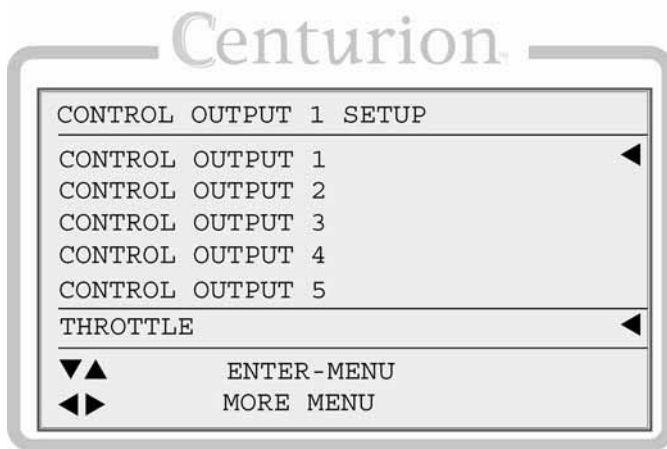 Centurion™
CONTROL OUTPUT 1 SETUP
CONTROL OUTPUT 1 ◀
CONTROL OUTPUT 2
CONTROL OUTPUT 3
CONTROL OUTPUT 4
CONTROL OUTPUT 5
THROTTLE ◀
▼▲ ENTER-MENU
◀▶ MORE MENU